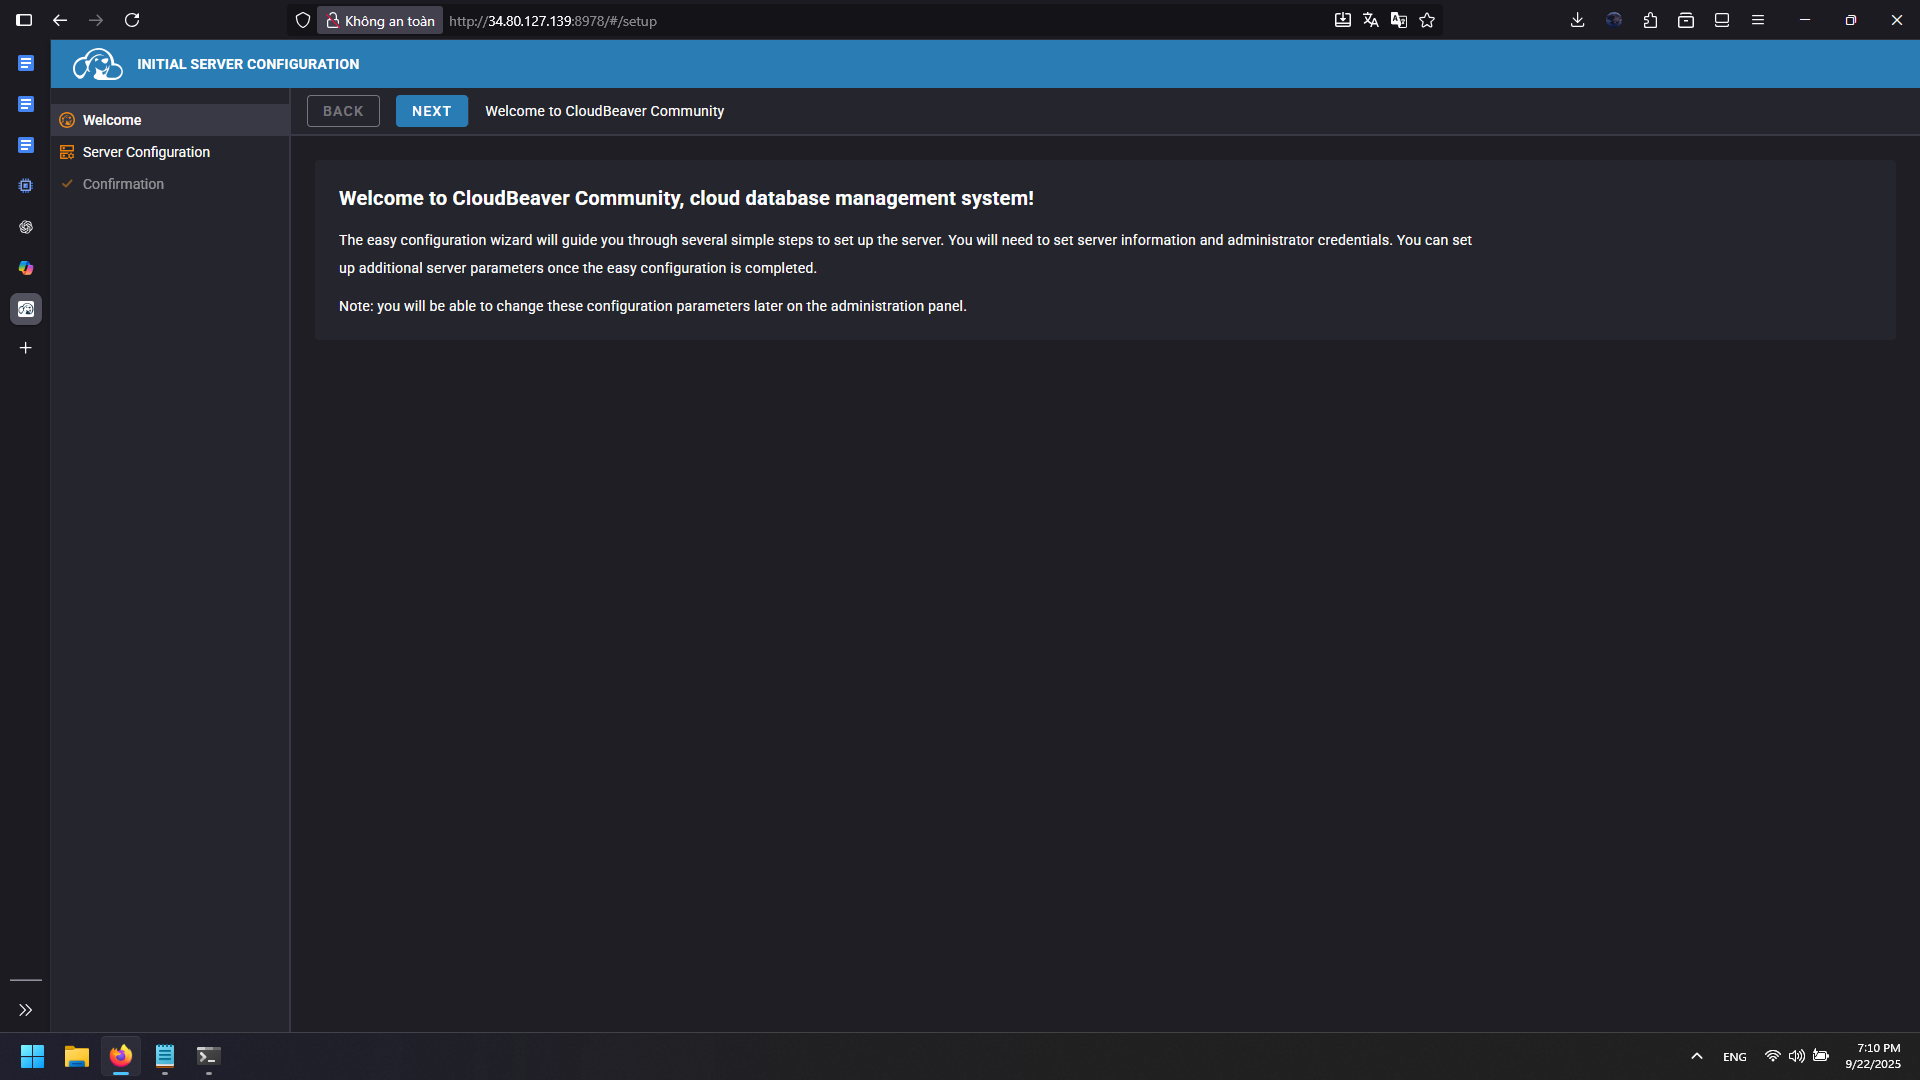 Không an toàn
http://34.80.127.139:8978/#/setup
INITIAL SERVER CONFIGURATION
Welcome
Server Configuration
Confirmation
BACK
NEXT
Welcome to CloudBeaver Community
Welcome to CloudBeaver Community, cloud database management system!
The easy configuration wizard will guide you through several simple steps to set up the server. You will need to set server information and administrator credentials. You can set
up additional server parameters once the easy configuration is completed.
Note: you will be able to change these configuration parameters later on the administration panel.
ENG
7:10 PM
9/22/2025